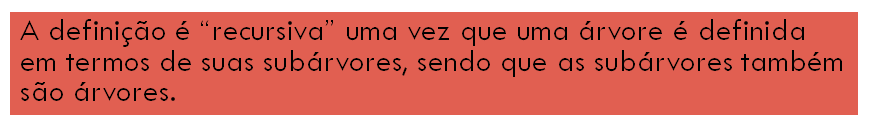 A definição é “recursiva” uma vez que uma árvore é definida
em termos de suas subárvores, sendo que as subárvores também
são árvores.